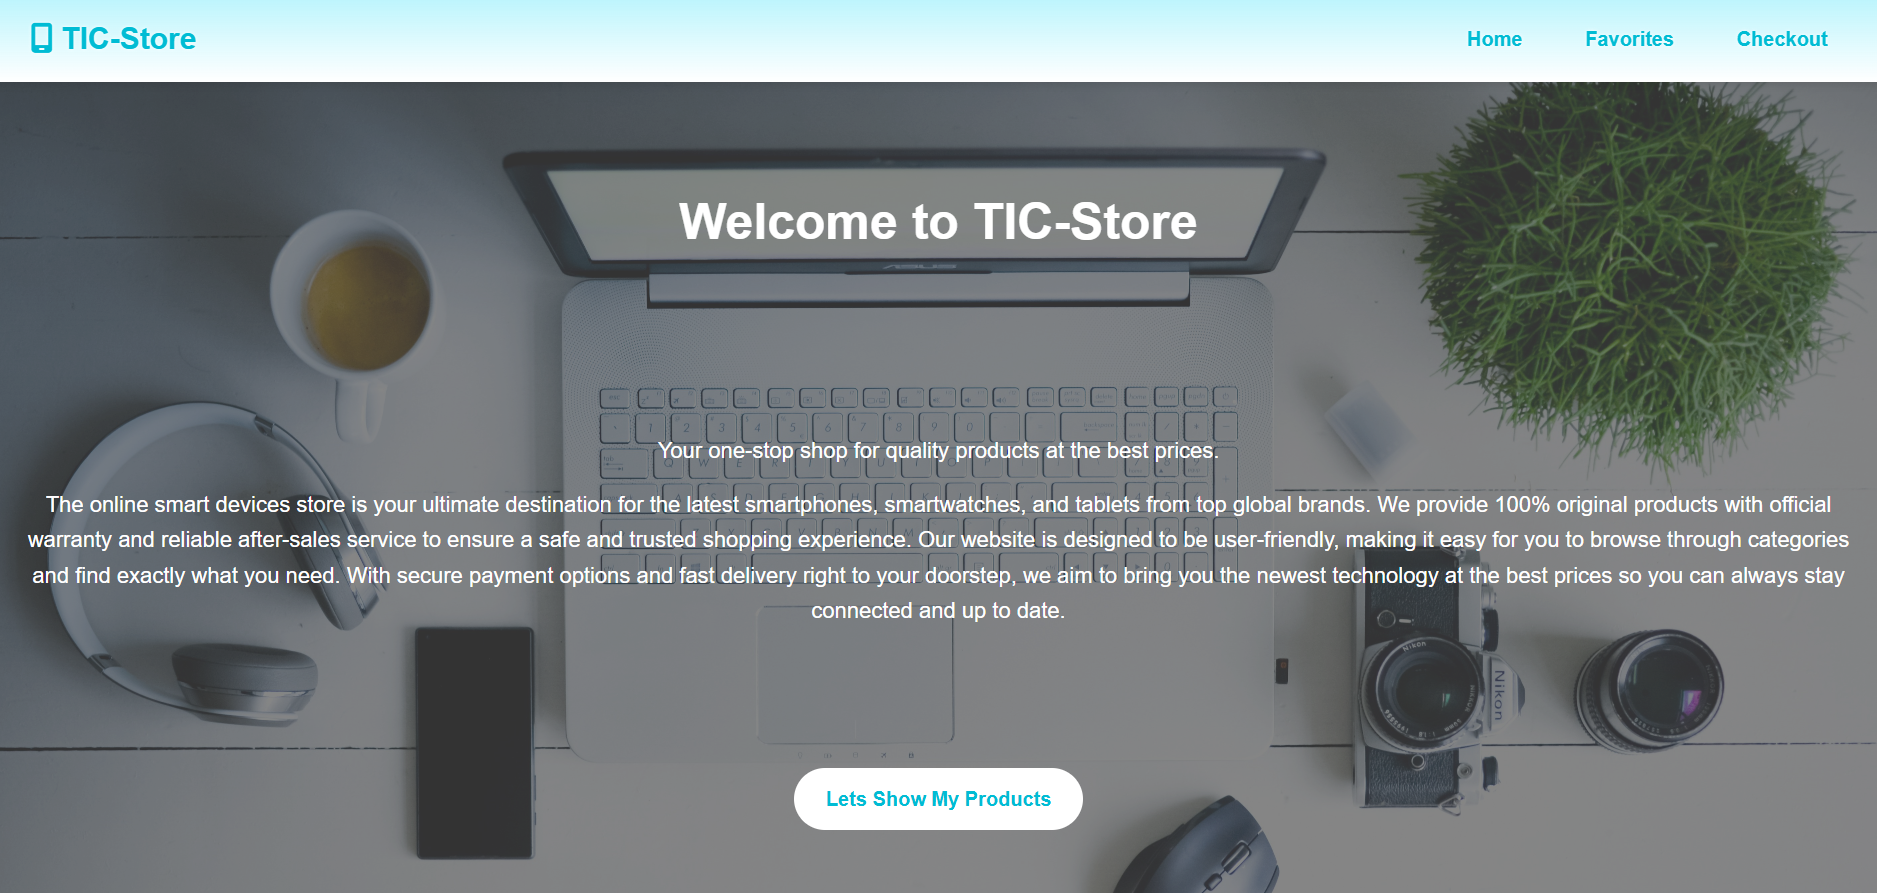 TIC-Store
Home Favorites Checkout
Welcome to TIC-Store
ASUS
Your one-stop shop for quality products at the best prices.
The online smart devices store is your ultimate destination for the latest smartphones, smartwatches, and tablets from top global brands. We provide 100% original products with official
warranty and reliable after-sales service to ensure a safe and trusted shopping experience. Our website is designed to be user-friendly, making it easy for you to browse through categories
and find exactly what you need. With secure payment options and fast delivery right to your doorstep, we aim to bring you the newest technology at the best prices so you can always stay
connected and up to date.
Nikon
Nikon
Lets Show My Products